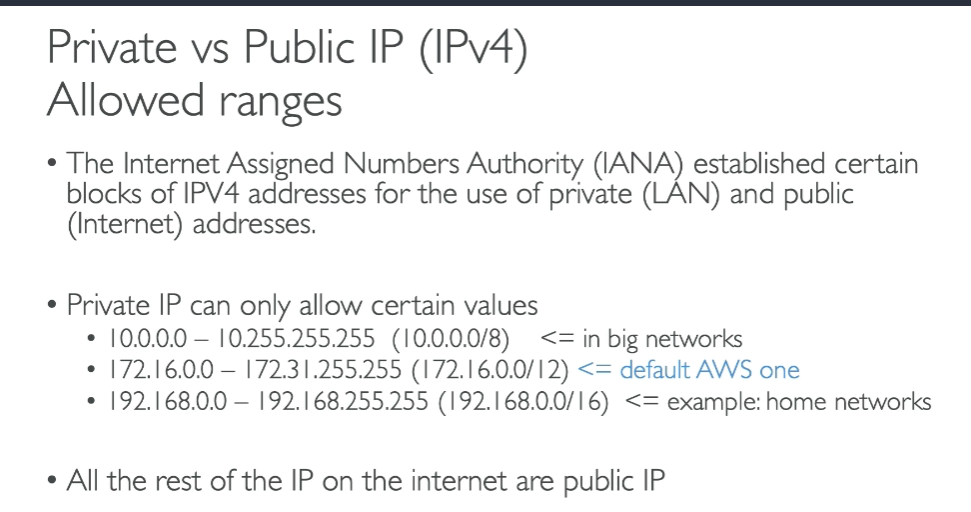 Private vs Public IP (IPv4)
Allowed ranges
• The Internet Assigned Numbers Authority (IANA) established certain
blocks of IPV4 addresses for the use of private (LAN) and public
(Internet) addresses.
• Private IP can only allow certain values
• 10.0.0.0 – 10.255.255.255 (10.0.0.0/8) <= in big networks
• 172.16.0.0 – 172.31.255.255 (172.16.0.0/12) <= default AWS one
• 192.168.0.0 – 192.168.255.255 (192.168.0.0/16) <= example: home networks
• All the rest of the IP on the internet are public IP